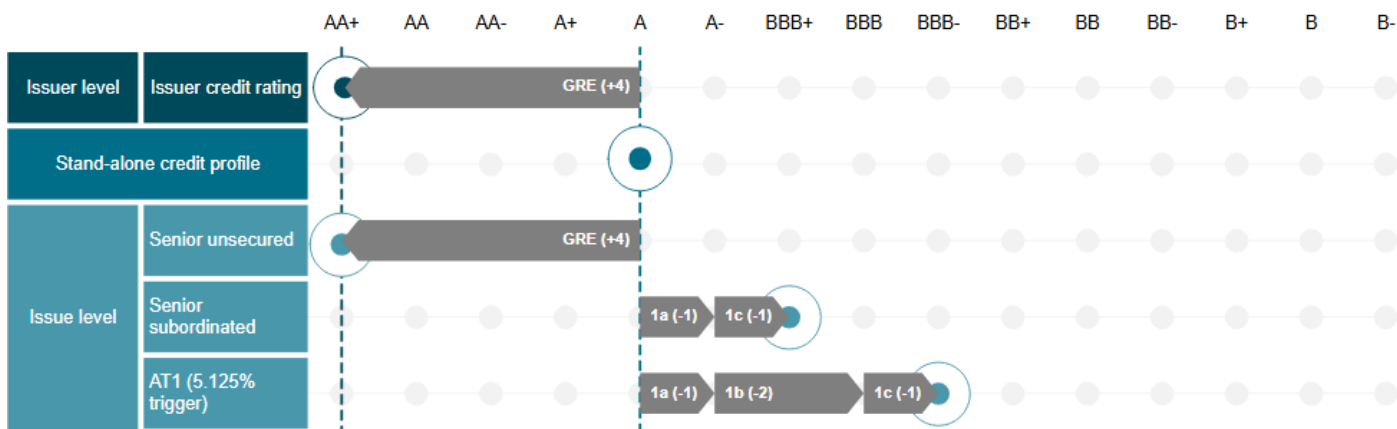 AA+ AA AA- A+ A A- BBB+ BBB BBB- BB+ BB BB- B+ B B-
Issuer level Issuer credit rating GRE (+4)
Stand-alone credit profile
Senior unsecured GRE (+4)
Issue level
Senior
subordinated
1a (-1) 1c (-1)
AT1 (5.125%
trigger)
1a (-1) 1b (-2) 1c (-1)